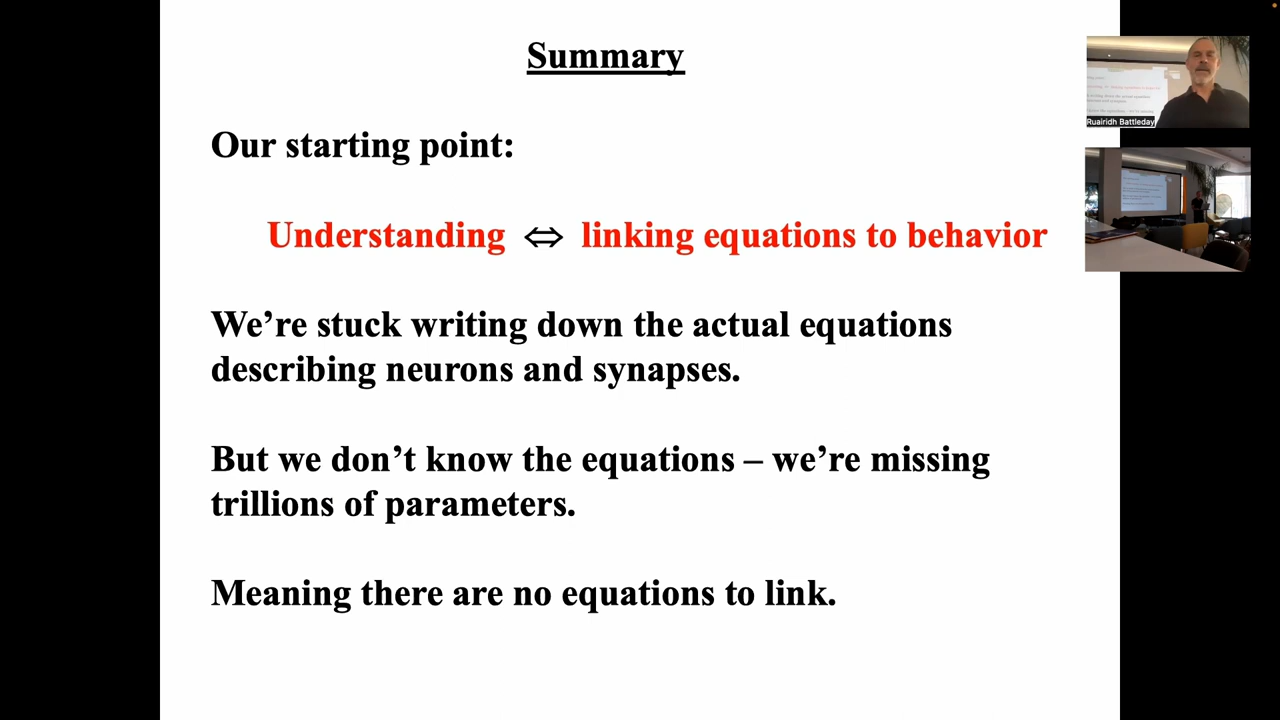 Summary
Our starting point:
Understanding ⇔ linking equations to behavior
We're stuck writing down the actual equations
describing neurons and synapses.
But we don't know the equations – we're missing
trillions of parameters.
Meaning there are no equations to link.
Ruairidh Battleday